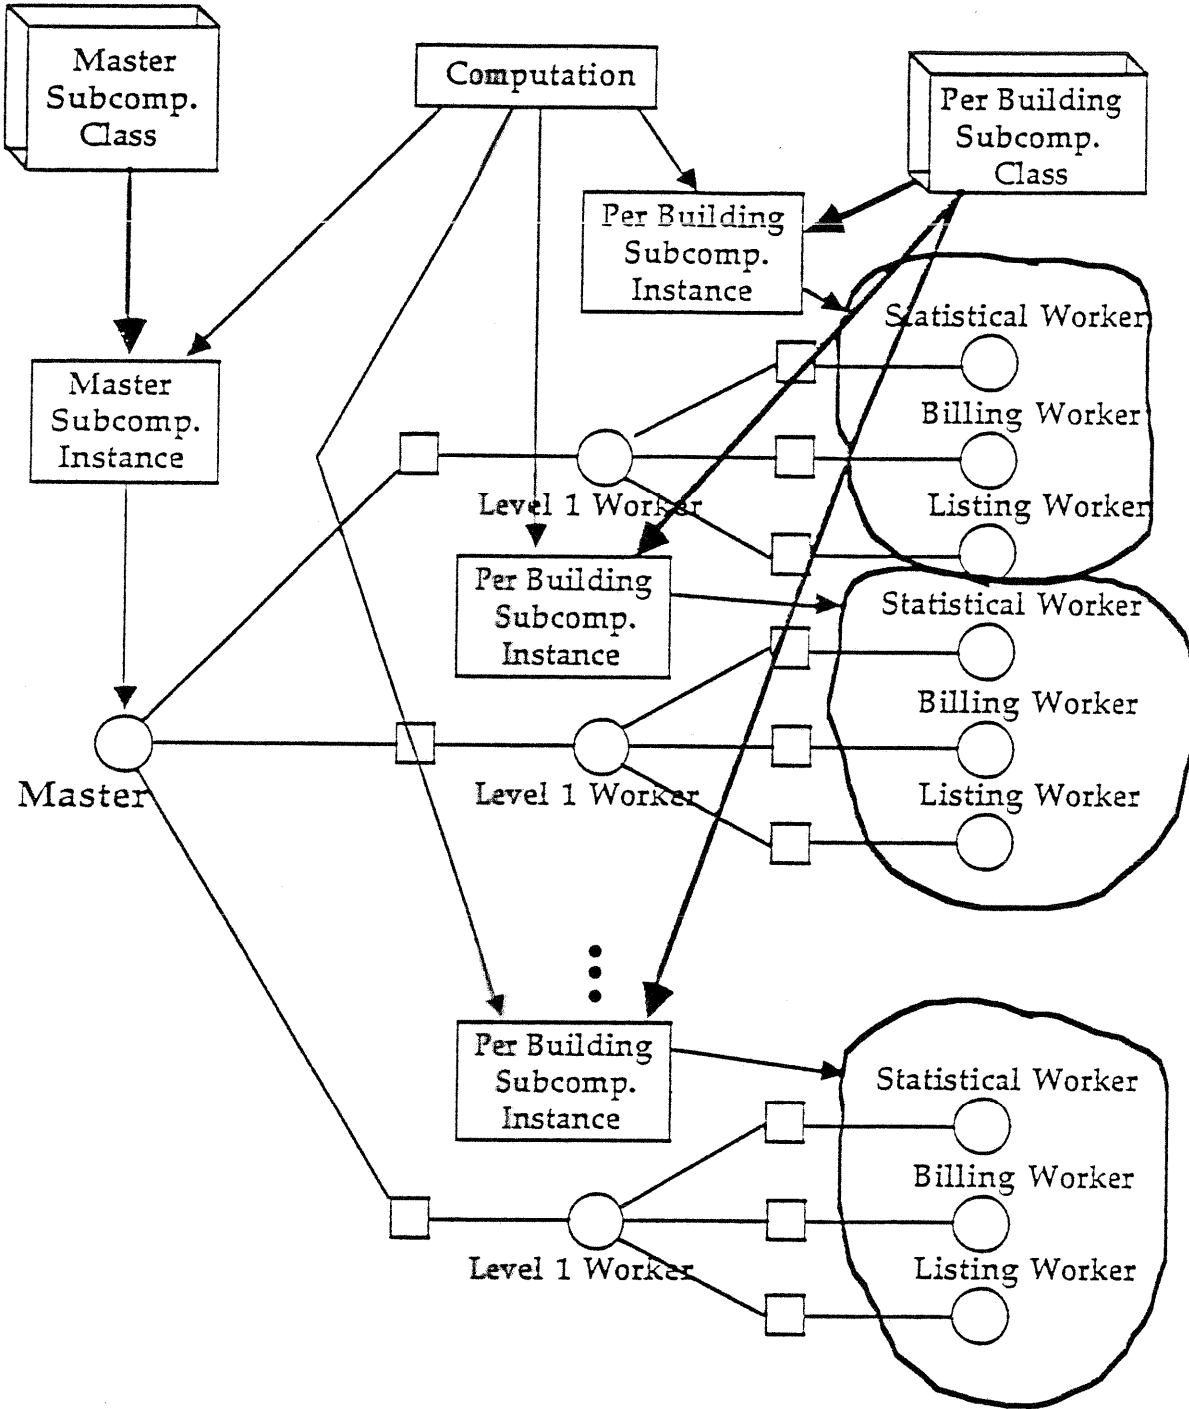 Master
Subcomp.
Class
Computation
Per Building
Subcomp.
Class
Per Building
Subcomp.
Instance
Statistical Worker
Master
Subcomp.
Instance
Billing Worker
Level 1 Worker
Listing Worker
Per Building
Subcomp.
Instance
Statistical Worker
Billing Worker
Master
Level 1 Worker
Listing Worker
Per Building
Subcomp.
Instance
Statistical Worker
Billing Worker
Level 1 Worker
Listing Worker